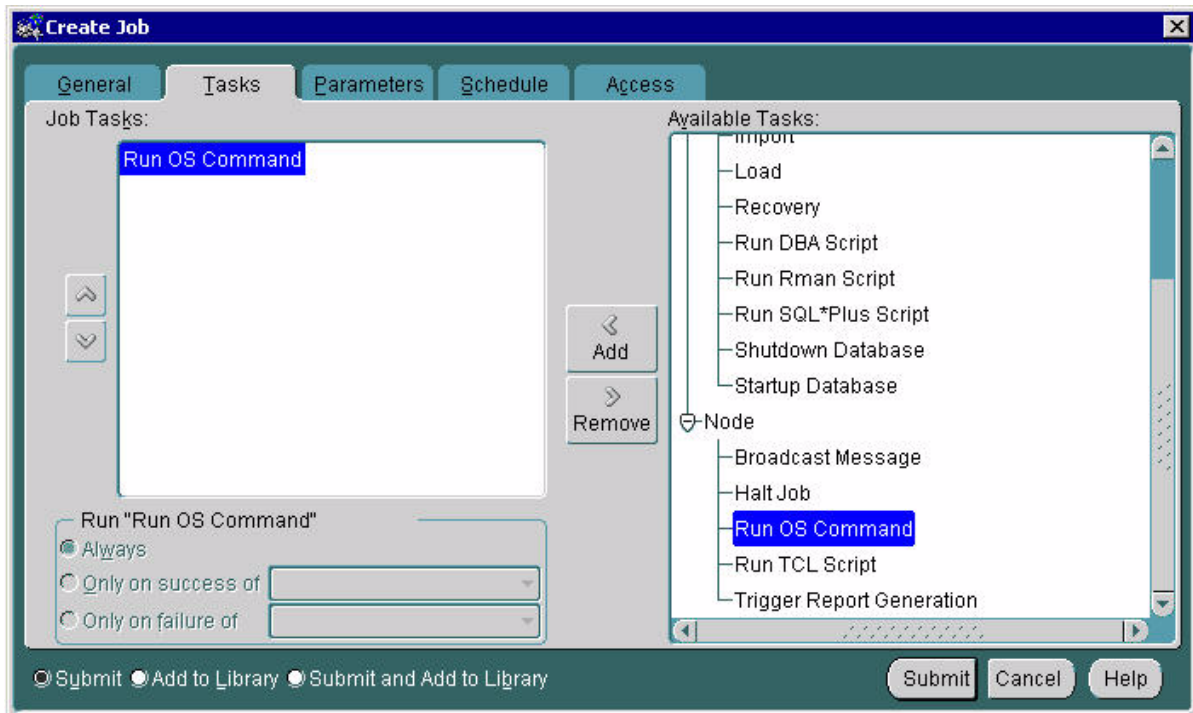 Create Job
General Tasks Parameters Schedule Access
Job Tasks:
Run OS Command
Add
Remove
Available Tasks:
Import
Load
Recovery
Run DBA Script
Run Rman Script
Run SQL*Plus Script
Shutdown Database
Startup Database
Node
Broadcast Message
Halt Job
Run OS Command
Run TCL Script
Trigger Report Generation
Run "Run OS Command"
Always
Only on success of
Only on failure of
Submit Add to Library Submit and Add to Library
Submit Cancel Help